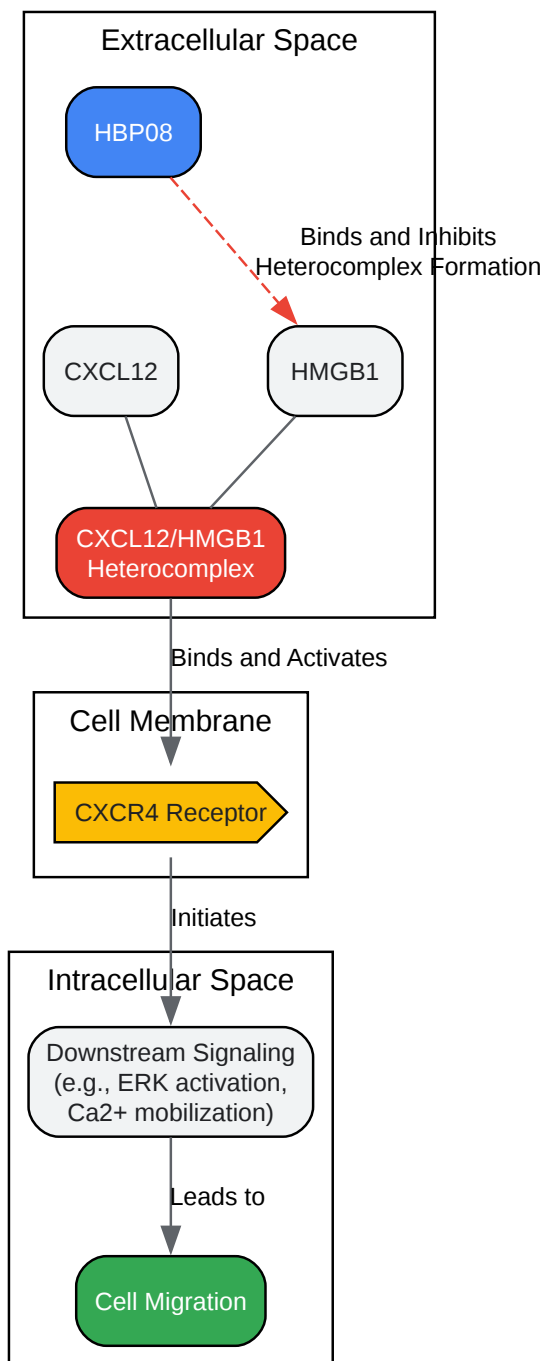 Extracellular Space
HBP08
Binds and Inhibits
Heterocomplex Formation
CXCL12
HMGB1
CXCL12/HMGB1
Heterocomplex
Binds and Activates
Cell Membrane
CXCR4 Receptor
Initiates
Intracellular Space
Downstream Signaling
(e.g., ERK activation,
Ca2+ mobilization)
Leads to
Cell Migration